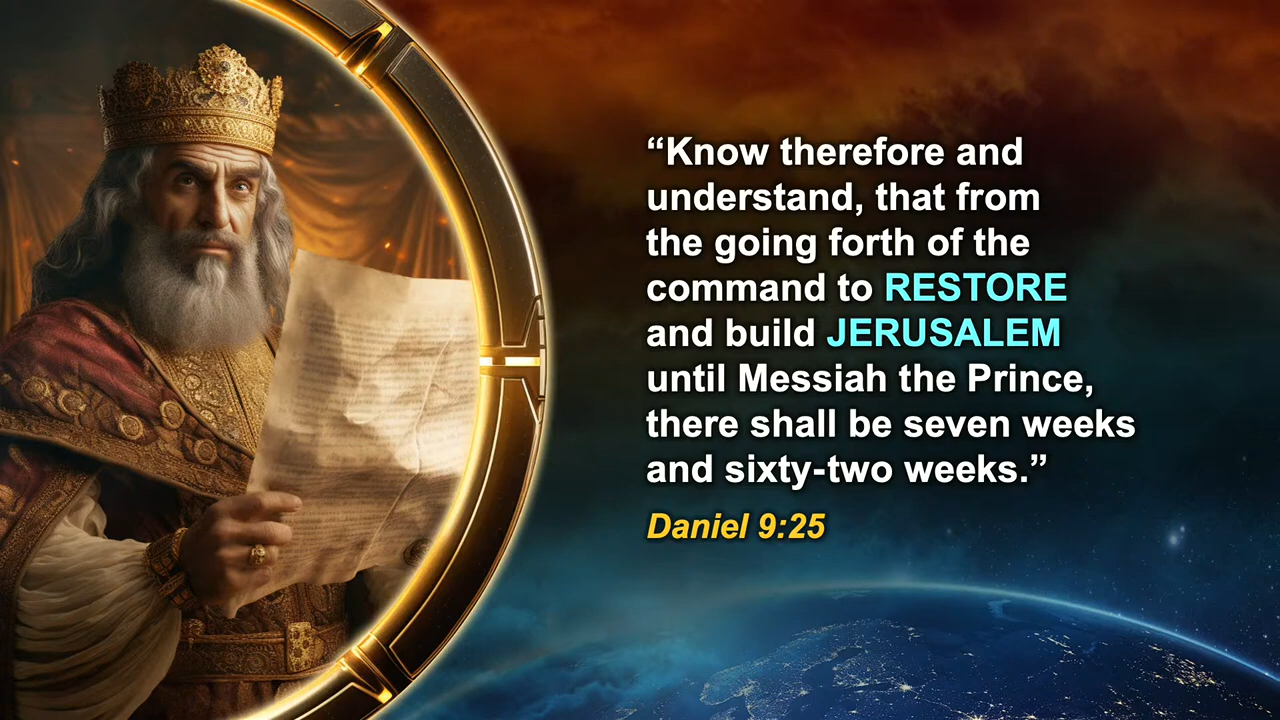 “Know therefore and
understand, that from
the going forth of the
command to RESTORE
and build JERUSALEM
until Messiah the Prince,
there shall be seven weeks
and sixty-two weeks.”
Daniel 9:25